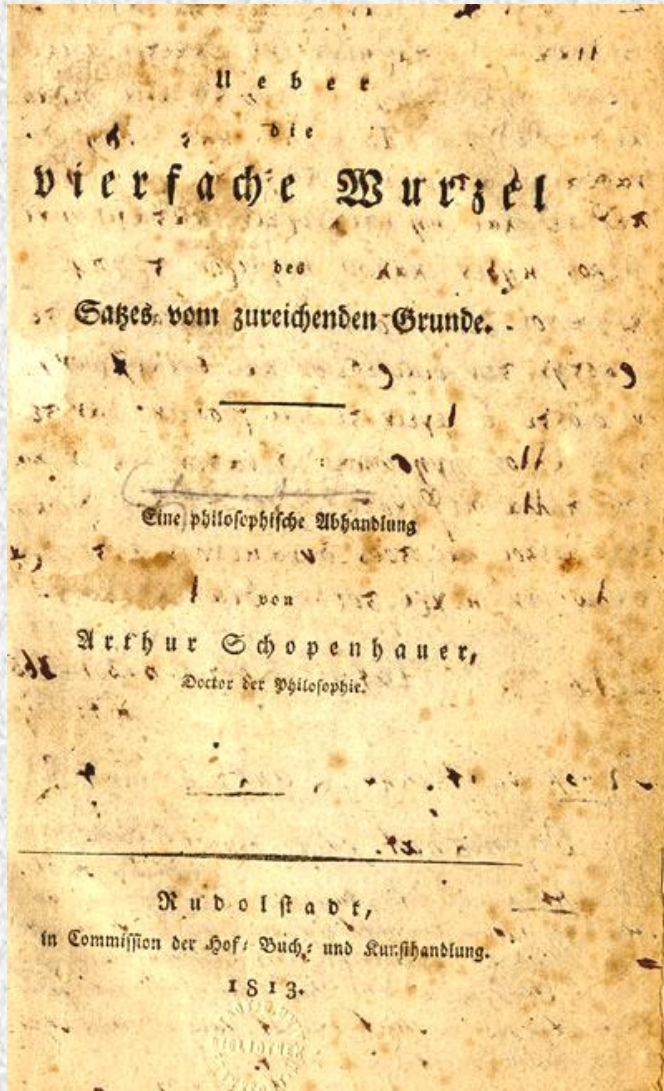 Ueber
die
vierfache Wurzel
des
Satzes vom zureichenden Grunde.
Eine philosophische Abhandlung
von
Arthur Schopenhauer,
Doctor der Philosophie.
Rudolstadt,
in Commission der Hof- Buch- und Kunsthandlung.
1813.
BIBLIOTHEK